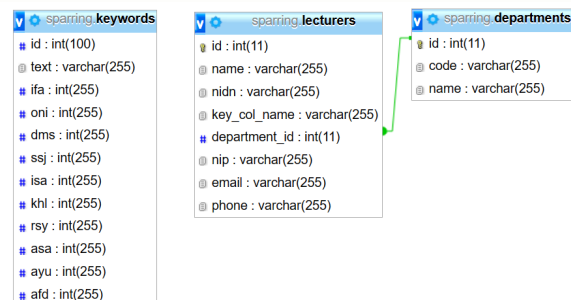 sparring.keywords
id : int(100)
text : varchar(255)
ifa : int(255)
oni : int(255)
dms : int(255)
ssj : int(255)
isa : int(255)
khl : int(255)
rsy : int(255)
asa : int(255)
ayu : int(255)
afd : int(255)
sparring.lecturers
id : int(11)
name : varchar(255)
nidn : varchar(255)
key_col_name : varchar(255)
department_id : int(11)
nip : varchar(255)
email : varchar(255)
phone : varchar(255)
sparring.departments
id : int(11)
code : varchar(255)
name : varchar(255)